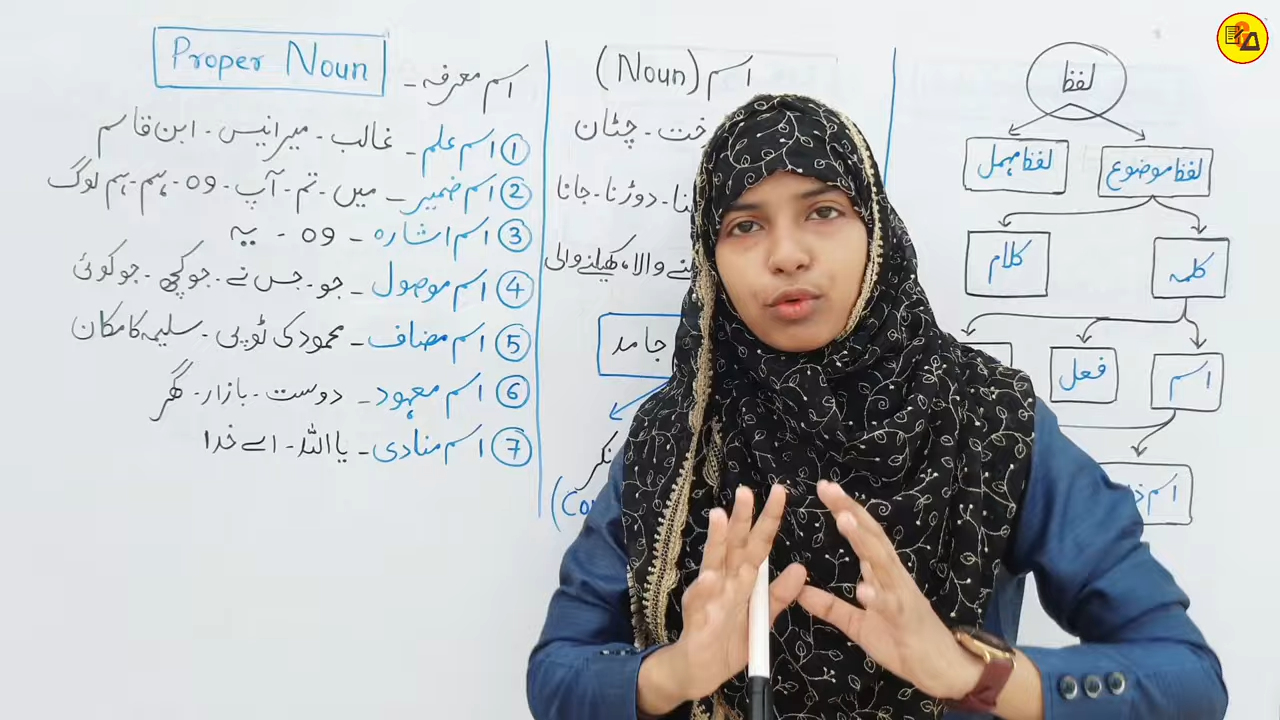 لفظ
لفظ موضوع
لفظ مہمل
کلمہ
کلام
اسم
فعل
اسم
اسم (Noun)
چٹان
دوڑنا۔ جانا
والا، کھیلنے والی
جامد
Proper Noun
اسم معرفہ ۔
① اسم علم ۔ غالب ۔ میر انیس ۔ ابن قاسم
② اسم ضمیر ۔ میں ۔ تم ۔ آپ ۔ وہ ۔ ہم ۔ ہم لوگ
③ اسم اشارہ ۔ وہ ۔ یہ
④ اسم موصول ۔ جو ۔ جس نے ۔ جو کچھ ۔ جو کوئی
⑤ اسم مضاف ۔ محمود کی ٹوپی ۔ سلیمہ کا مکان
⑥ اسم معہود ۔ دوست ۔ بازار ۔ گھر
⑦ اسم منادی ۔ یا اللہ ۔ اے خدا